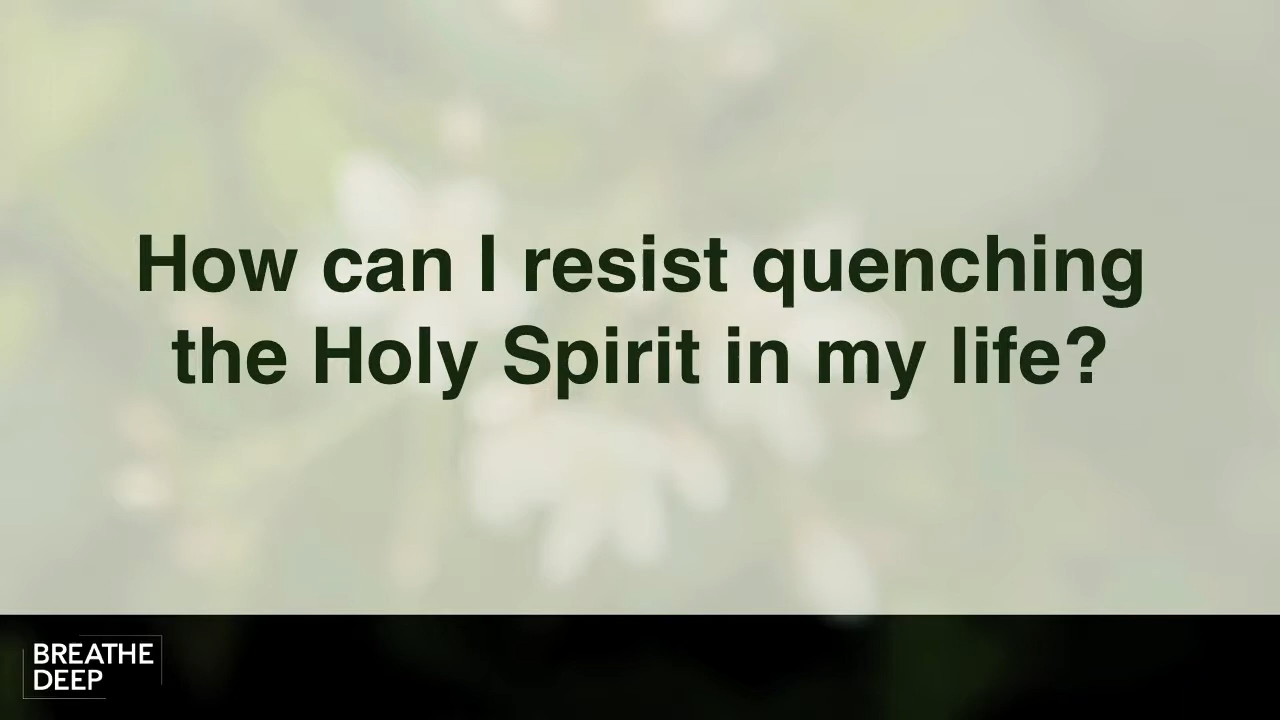 How can I resist quenching
the Holy Spirit in my life?
BREATHE
DEEP